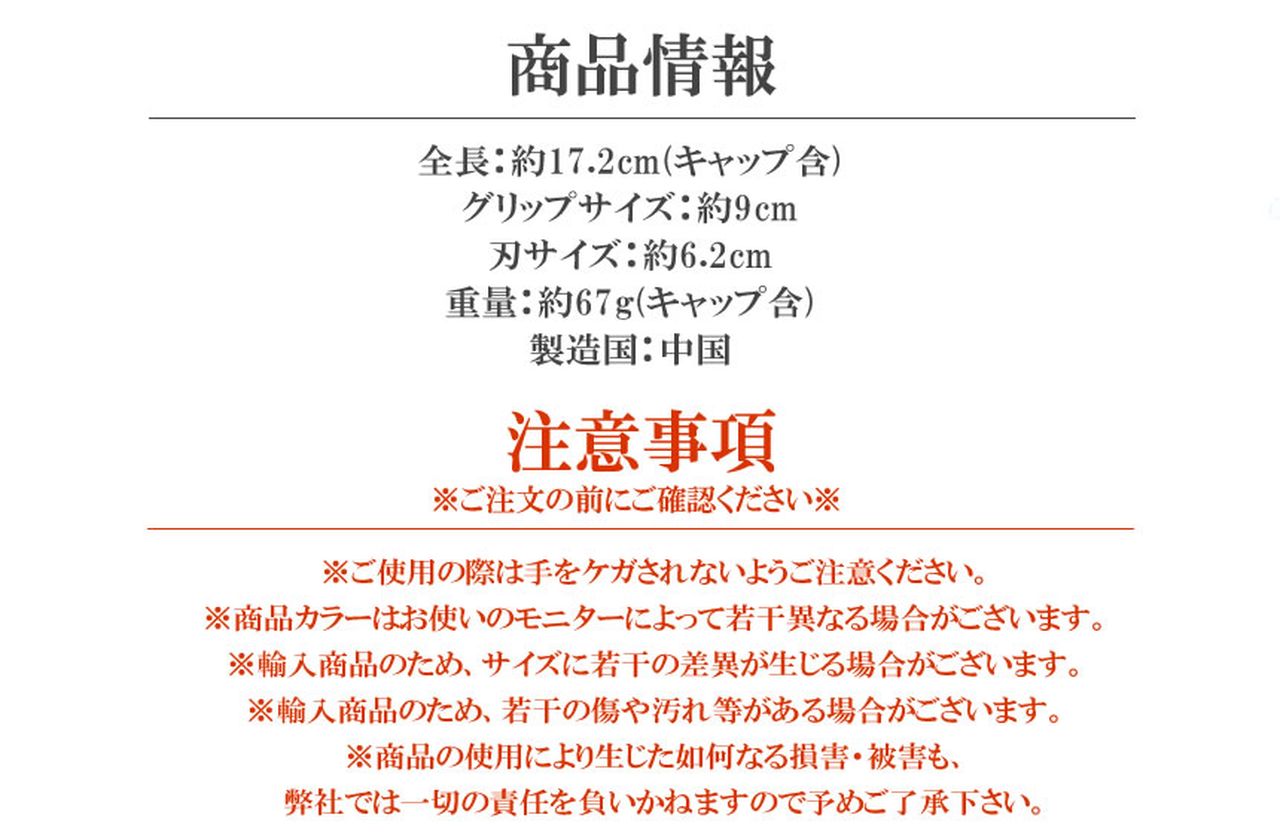 商品情報
全長：約17.2cm(キャップ含)
グリップサイズ：約9cm
刃サイズ：約6.2cm
重量：約67g(キャップ含)
製造国：中国
注意事項
※ご注文の前にご確認ください※
※ご使用の際は手をケガされないようご注意ください。
※商品カラーはお使いのモニターによって若干異なる場合がございます。
※輸入商品のため、サイズに若干の差異が生じる場合がございます。
※輸入商品のため、若干の傷や汚れ等がある場合がございます。
※商品の使用により生じた如何なる損害・被害も、
弊社では一切の責任を負いかねますので予めご了承下さい。